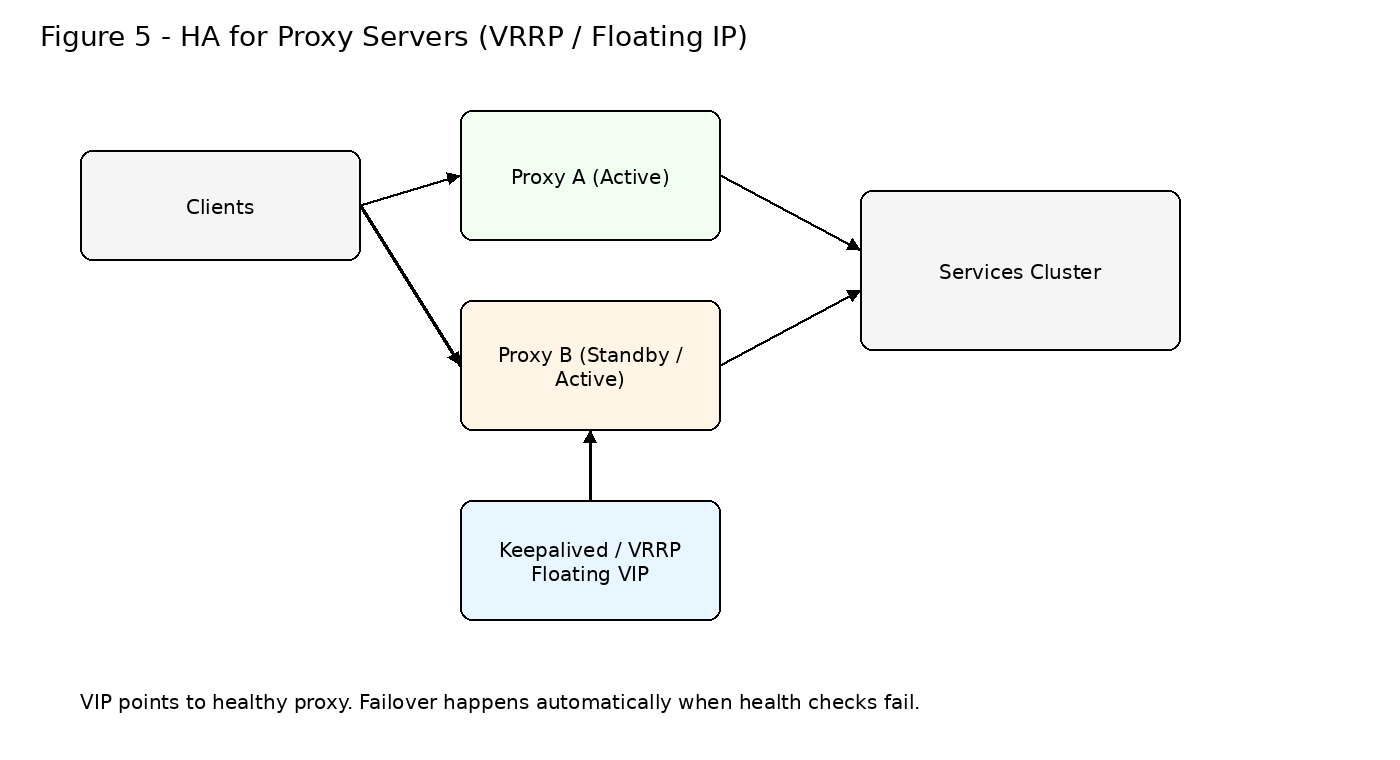 Figure 5 - HA for Proxy Servers (VRRP / Floating IP)
Clients
Proxy A (Active)
Services Cluster
Proxy B (Standby /
Active)
Keepalived / VRRP
Floating VIP
VIP points to healthy proxy. Failover happens automatically when health checks fail.